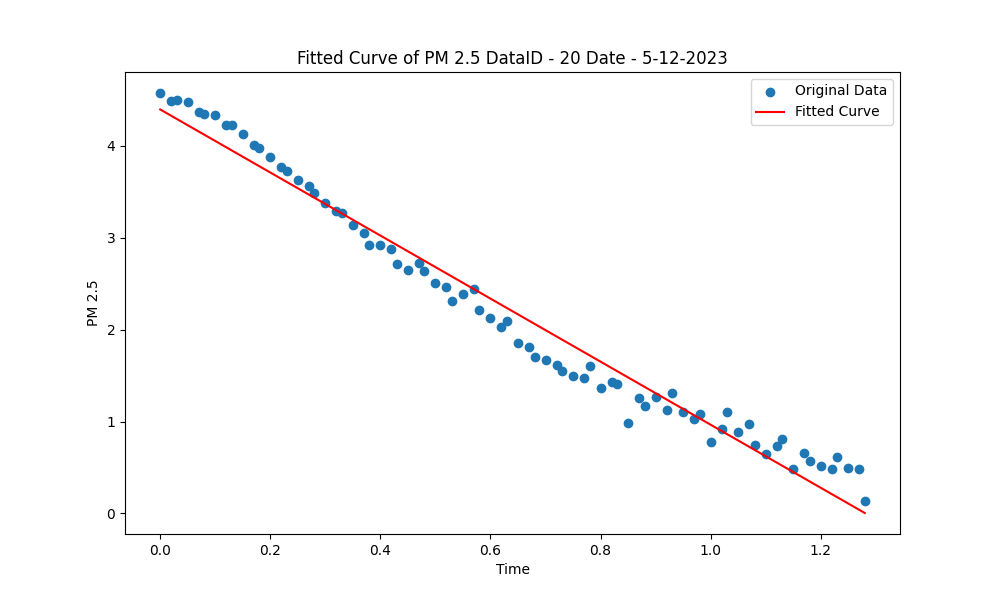 Fitted Curve of PM 2.5 DataID - 20 Date - 5-12-2023
Original Data
Fitted Curve
4
3
2
1
0
PM 2.5
0.0 0.2 0.4 0.6 0.8 1.0 1.2
Time